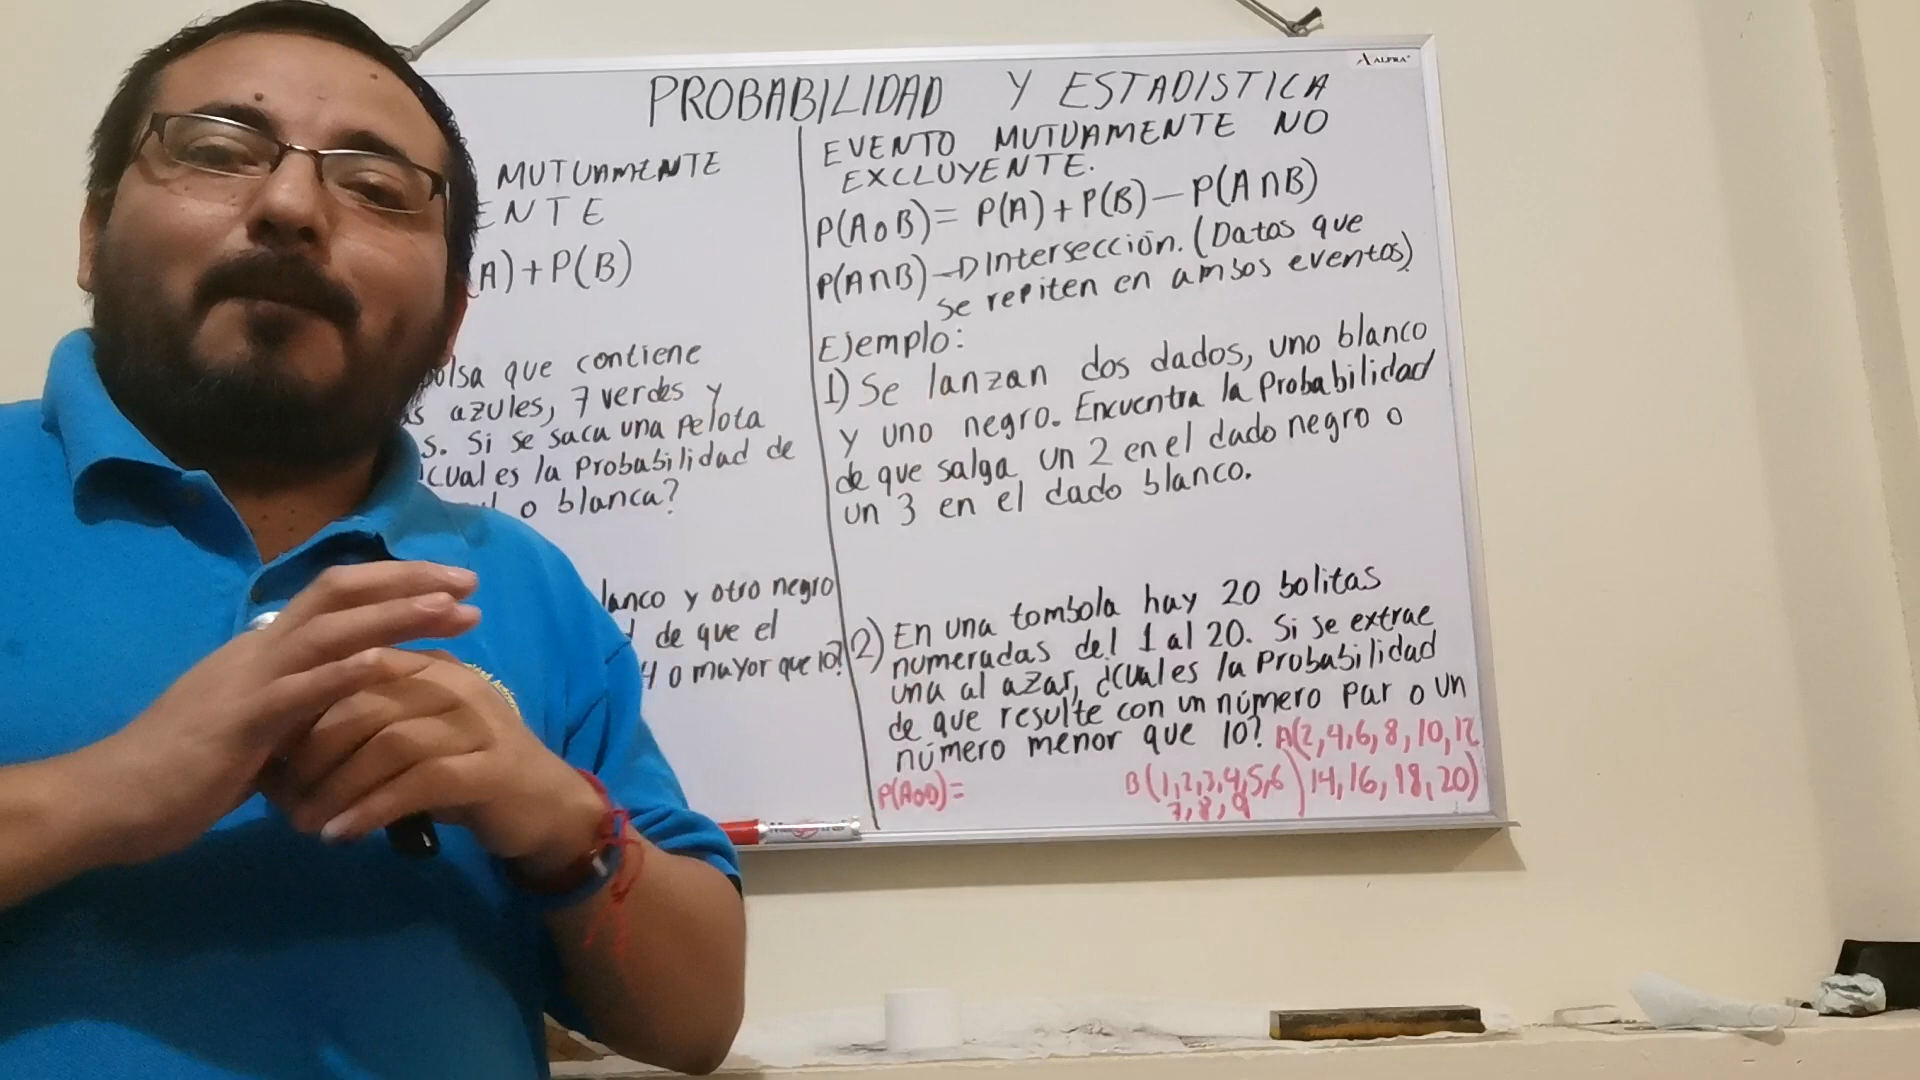 ALFRA
PROBABILIDAD Y ESTADISTICA
MUTUAMENTE
ENTE
A)+P(B)
olsa que contiene
s azules, 7 verdes y
s. Si se saca una pelota
cual es la Probabilidad de
o blanca?
lanco y otro negro
de que el
4 o mayor que 10?
EVENTO MUTUAMENTE NO
EXCLUYENTE.
P(AoB)= P(A)+P(B)-P(A∩B)
P(A∩B)→Intersección. (Datos que
se repiten en ambos eventos)
Ejemplo:
1) Se lanzan dos dados, uno blanco
y uno negro. Encuentra la Probabilidad
de que salga un 2 en el dado negro o
un 3 en el dado blanco.
2) En una tombola hay 20 bolitas
numeradas del 1 al 20. Si se extrae
una al azar, ¿cual es la Probabilidad
de que resulte con un número par o un
número menor que 10? A(2,4,6,8,10,12
P(AoB)= B(1,2,3,4,5,6 14,16,18,20)
7,8,9)